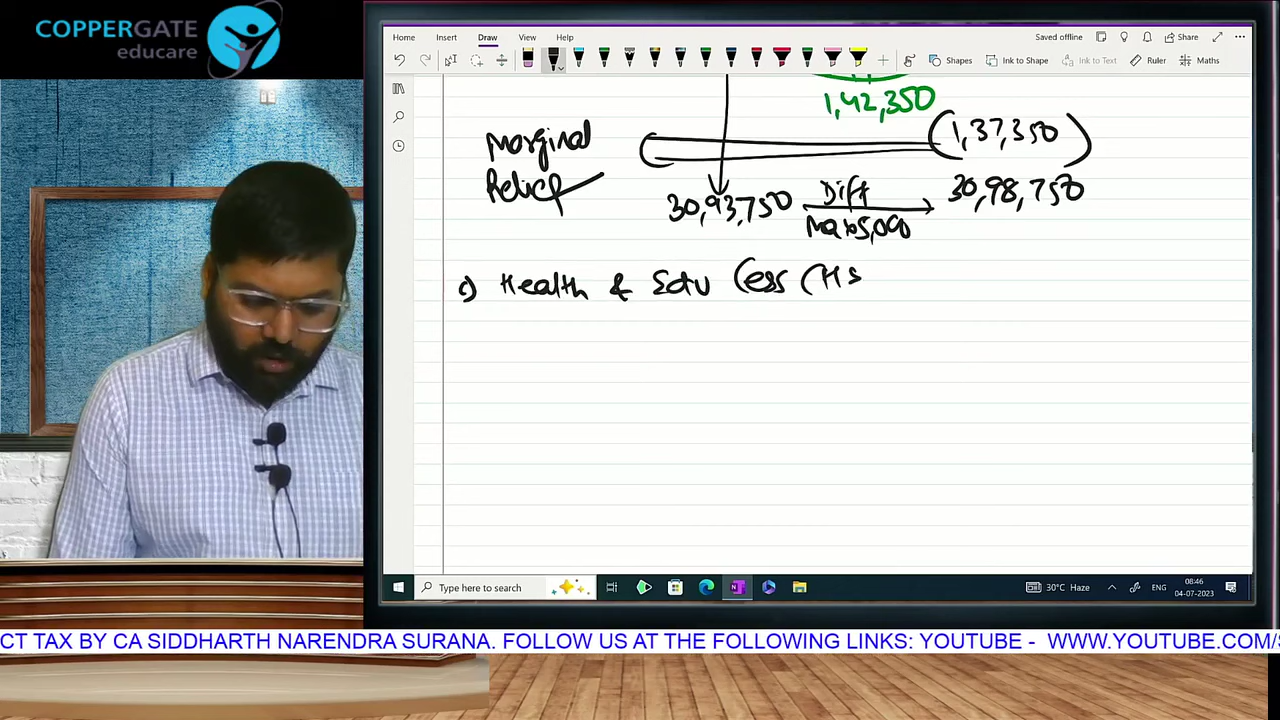 COPPERGATE
educare
Home Insert Draw View Help
Saved offline
Share
Shapes Ink to Shape Ink to Text Ruler Maths
1,42,350
Marginal (1,37,350)
Relief 30,93,750 Diff 30,98,750
Max 5,000
c) Health & Edu Cess (HE
Type here to search
30°C Haze ENG 08:46
04-07-2023
CT TAX BY CA SIDDHARTH NARENDRA SURANA. FOLLOW US AT THE FOLLOWING LINKS: YOUTUBE - WWW.YOUTUBE.COM/S